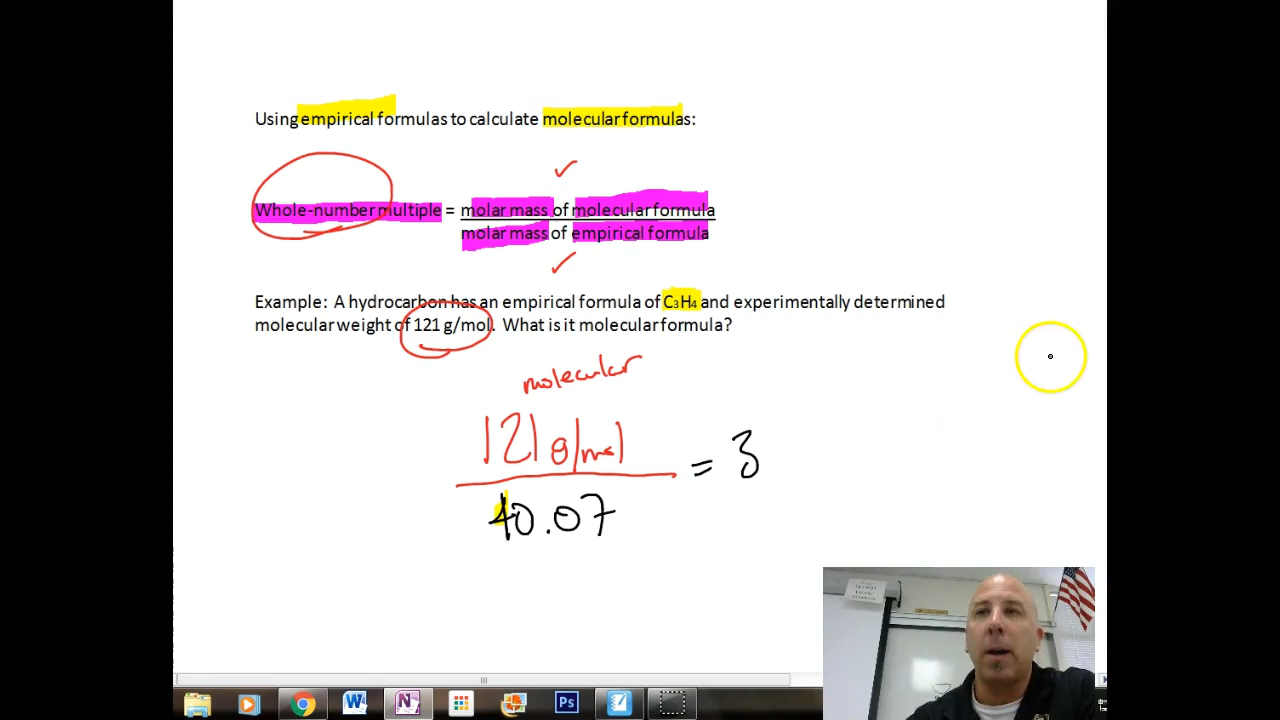 Using empirical formulas to calculate molecular formulas:
Whole-number multiple = molar mass of molecular formula
molar mass of empirical formula
Example: A hydrocarbon has an empirical formula of C₃H₄ and experimentally determined
molecular weight of 121 g/mol. What is it molecular formula?
molecular
121 g/mol
= 3
40.07
W
N
Ps